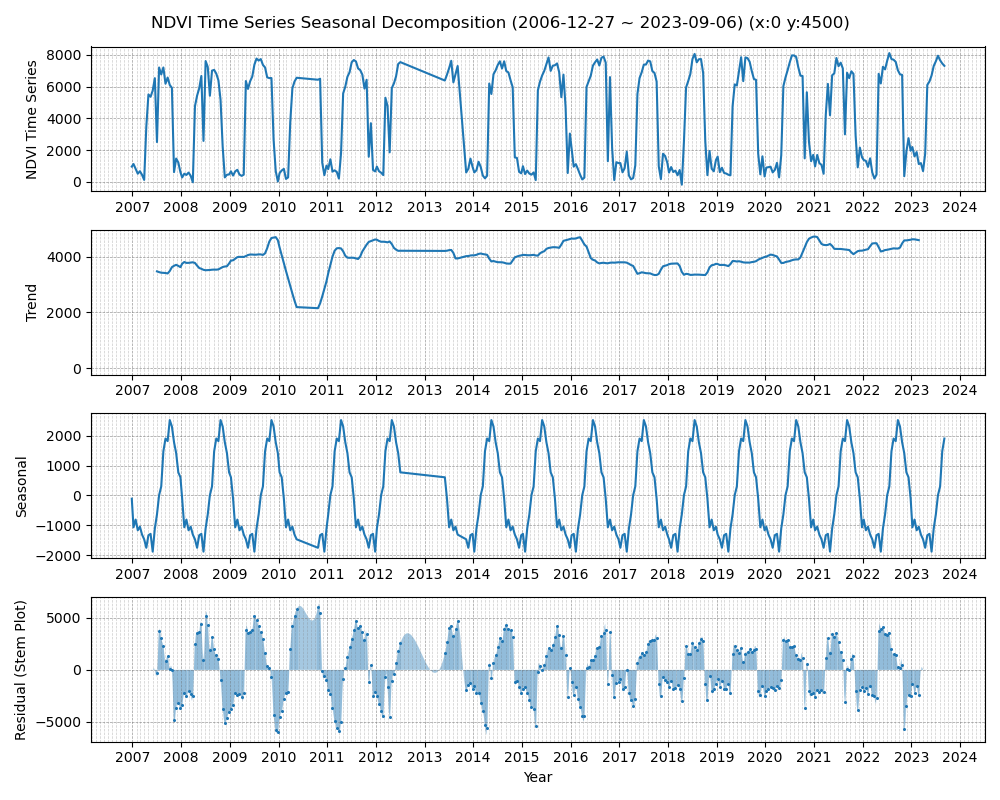 NDVI Time Series Seasonal Decomposition (2006-12-27 ~ 2023-09-06) (x:0 y:4500)
NDVI Time Series
8000
6000
4000
2000
0
2007 2008 2009 2010 2011 2012 2013 2014 2015 2016 2017 2018 2019 2020 2021 2022 2023 2024
Trend
4000
2000
0
2007 2008 2009 2010 2011 2012 2013 2014 2015 2016 2017 2018 2019 2020 2021 2022 2023 2024
Seasonal
2000
1000
0
−1000
−2000
2007 2008 2009 2010 2011 2012 2013 2014 2015 2016 2017 2018 2019 2020 2021 2022 2023 2024
Residual (Stem Plot)
5000
0
−5000
2007 2008 2009 2010 2011 2012 2013 2014 2015 2016 2017 2018 2019 2020 2021 2022 2023 2024
Year